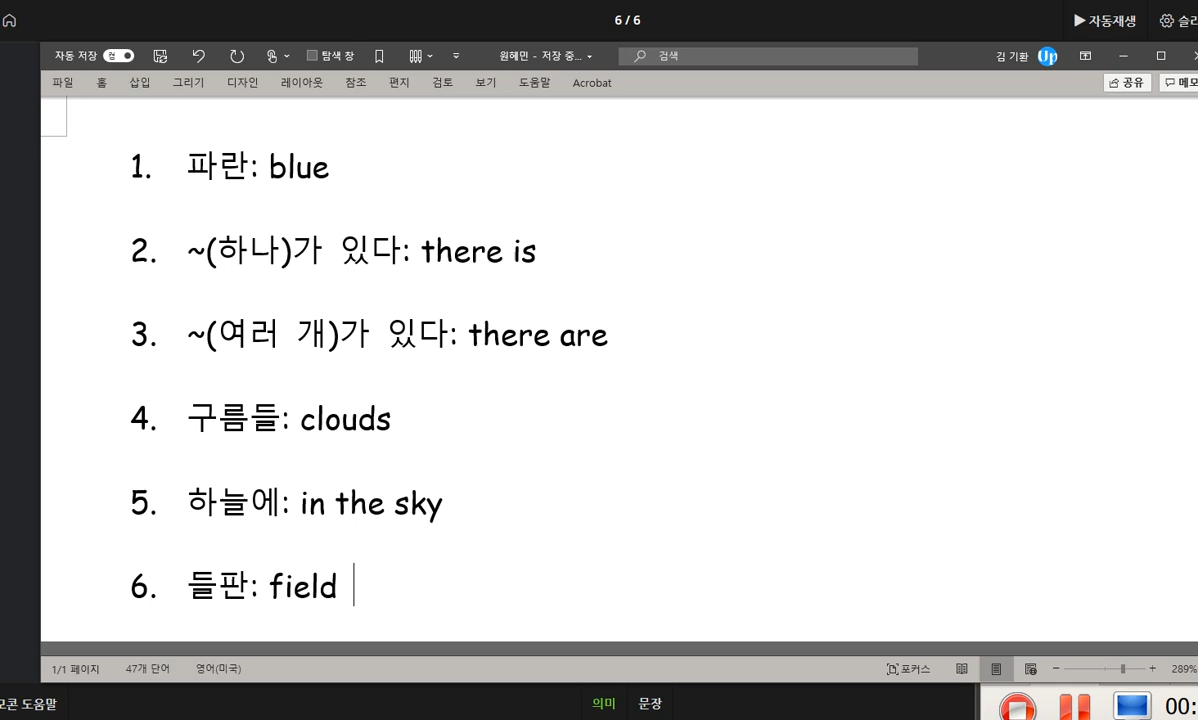 6 / 6
▶ 자동재생
자동 저장 컴
탐색 창
원혜민 - 저장 중...
검색
김 기환
Up
파일 홈 삽입 그리기 디자인 레이아웃 참조 편지 검토 보기 도움말 Acrobat
공유
1. 파란: blue
2. ~(하나)가 있다: there is
3. ~(여러 개)가 있다: there are
4. 구름들: clouds
5. 하늘에: in the sky
6. 들판: field
1/1 페이지 47개 단어 영어(미국)
포커스
289%
도움말
의미 문장
00: